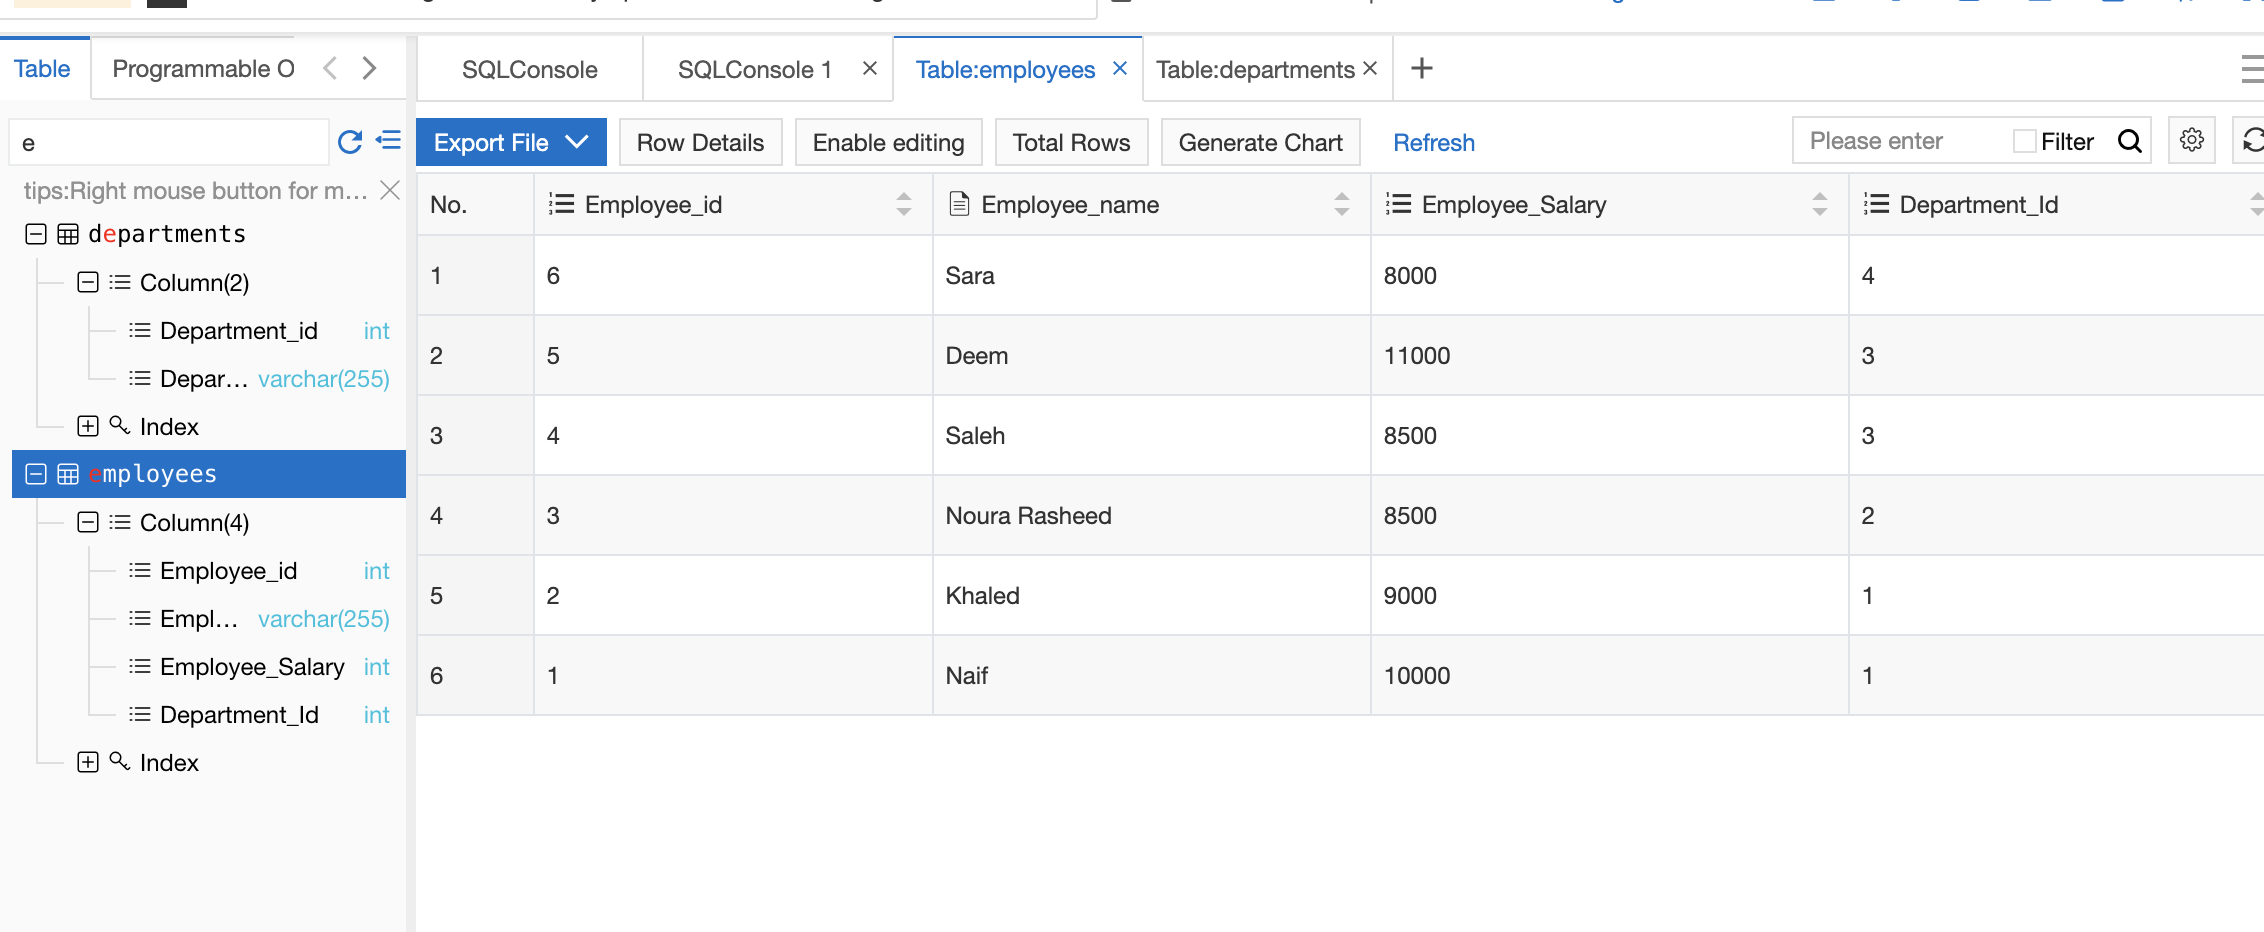 Table Programmable O
SQLConsole SQLConsole 1 Table:employees Table:departments
e
Export File Row Details Enable editing Total Rows Generate Chart Refresh Please enter Filter
tips:Right mouse button for m...
departments
Column(2)
Department_id int
Depar... varchar(255)
Index
employees
Column(4)
Employee_id int
Empl... varchar(255)
Employee_Salary int
Department_Id int
Index
No. Employee_id Employee_name Employee_Salary Department_Id
1 6 Sara 8000 4
2 5 Deem 11000 3
3 4 Saleh 8500 3
4 3 Noura Rasheed 8500 2
5 2 Khaled 9000 1
6 1 Naif 10000 1